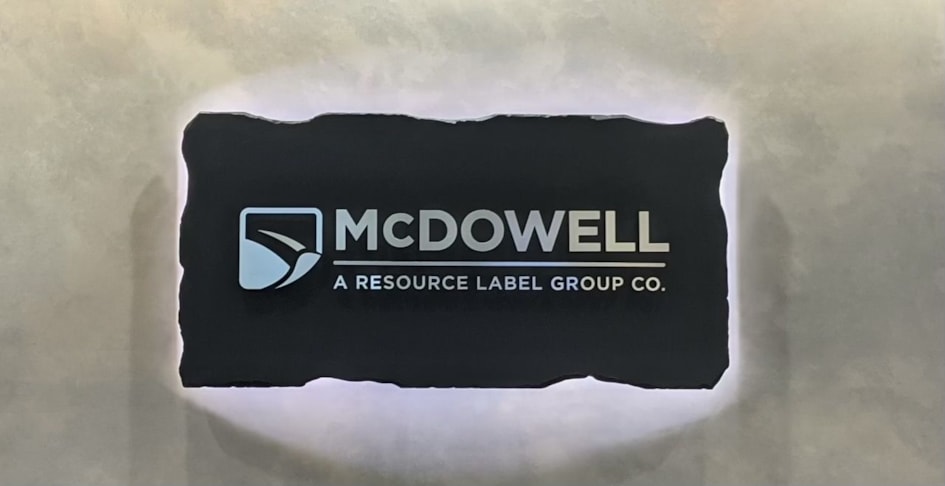 McDOWELL
A RESOURCE LABEL GROUP CO.